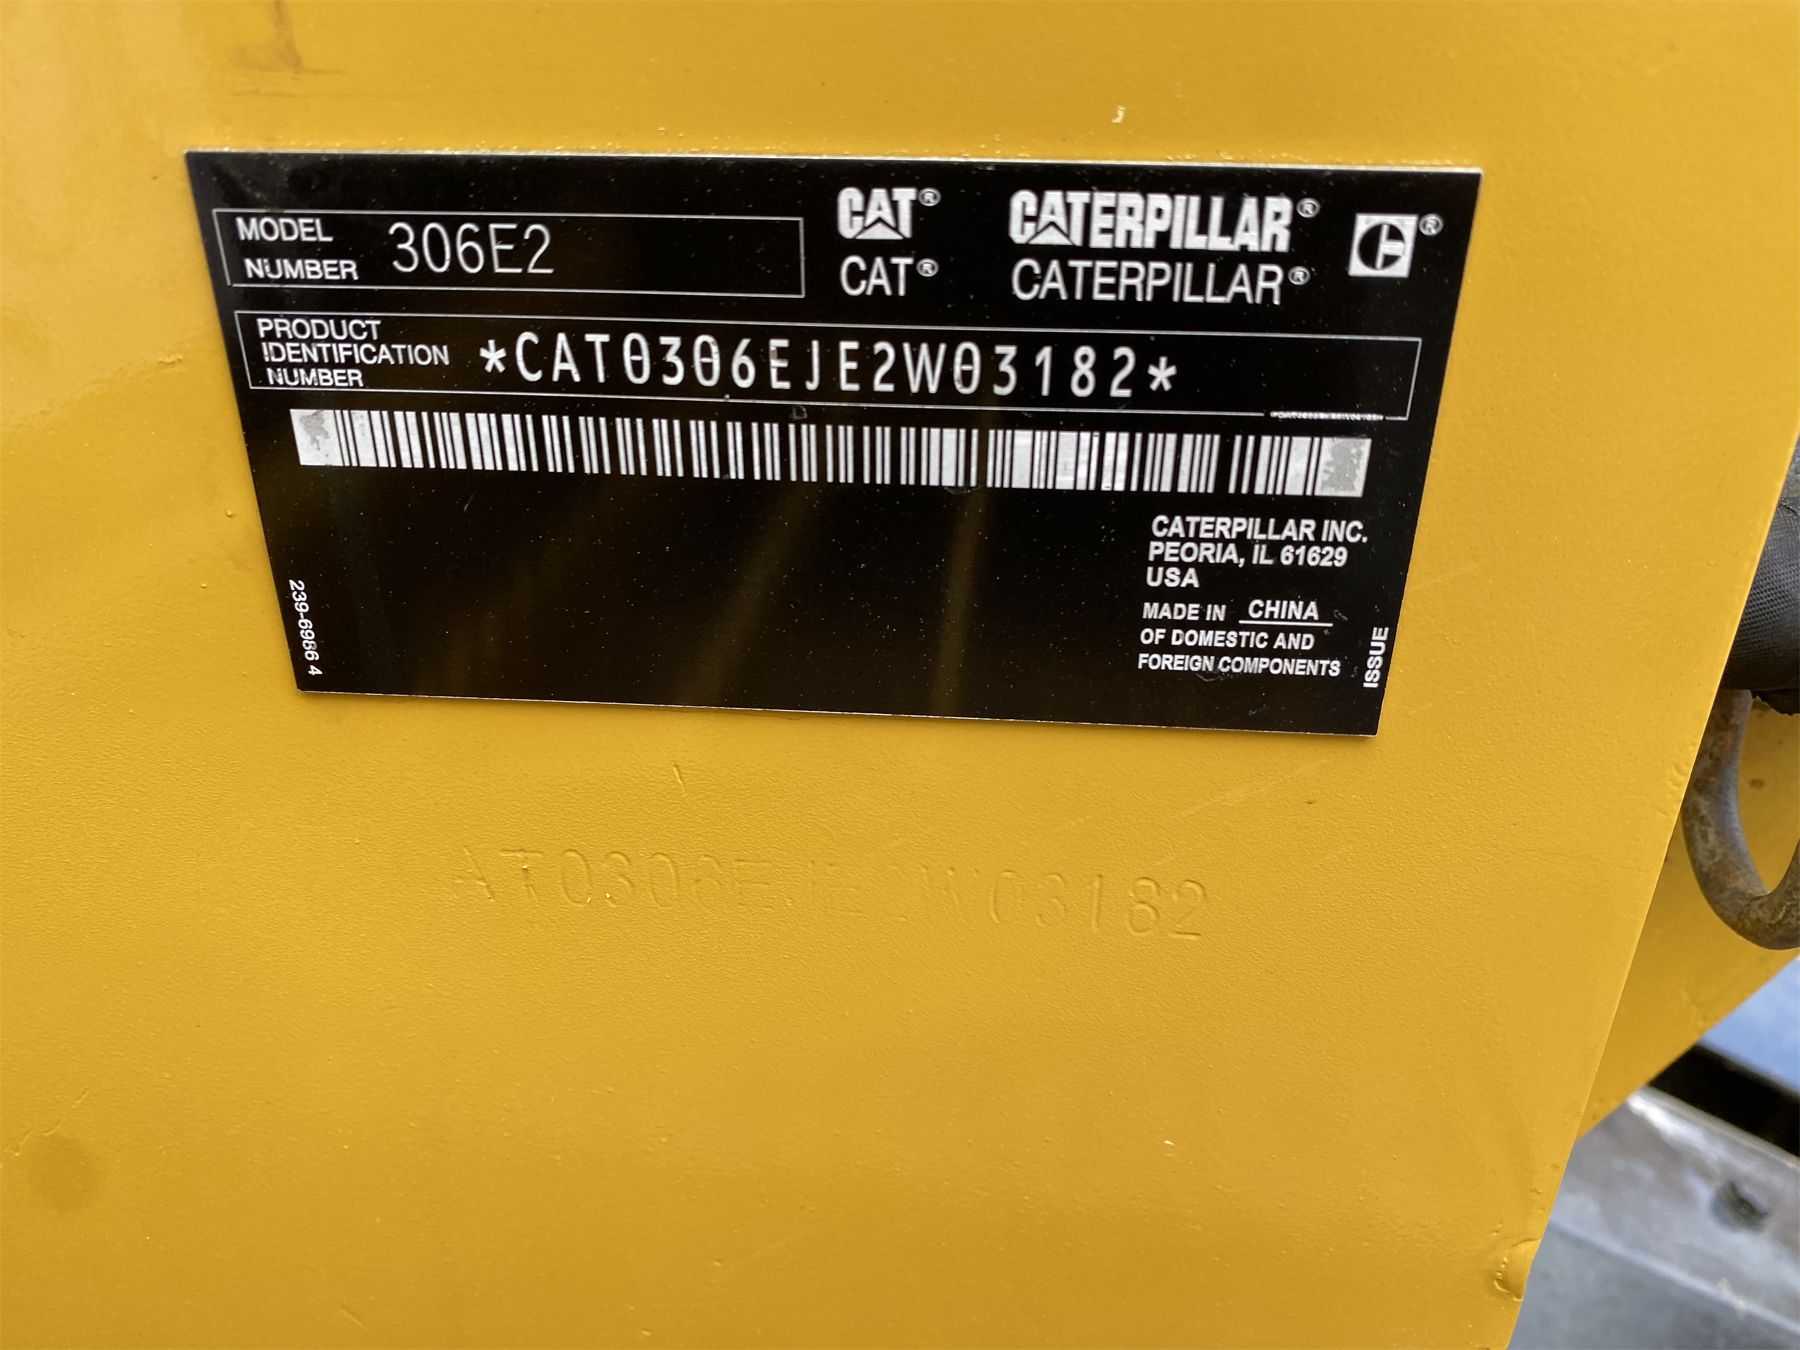 MODEL
NUMBER 306E2
CAT® CATERPILLAR® ®
CAT® CATERPILLAR®
PRODUCT
IDENTIFICATION
NUMBER
*CAT0306EJE2W03182*
CATERPILLAR INC.
PEORIA, IL 61629
USA
MADE IN CHINA
OF DOMESTIC AND
FOREIGN COMPONENTS
239-6986 4
ISSUE
AT0306EJE2W03182